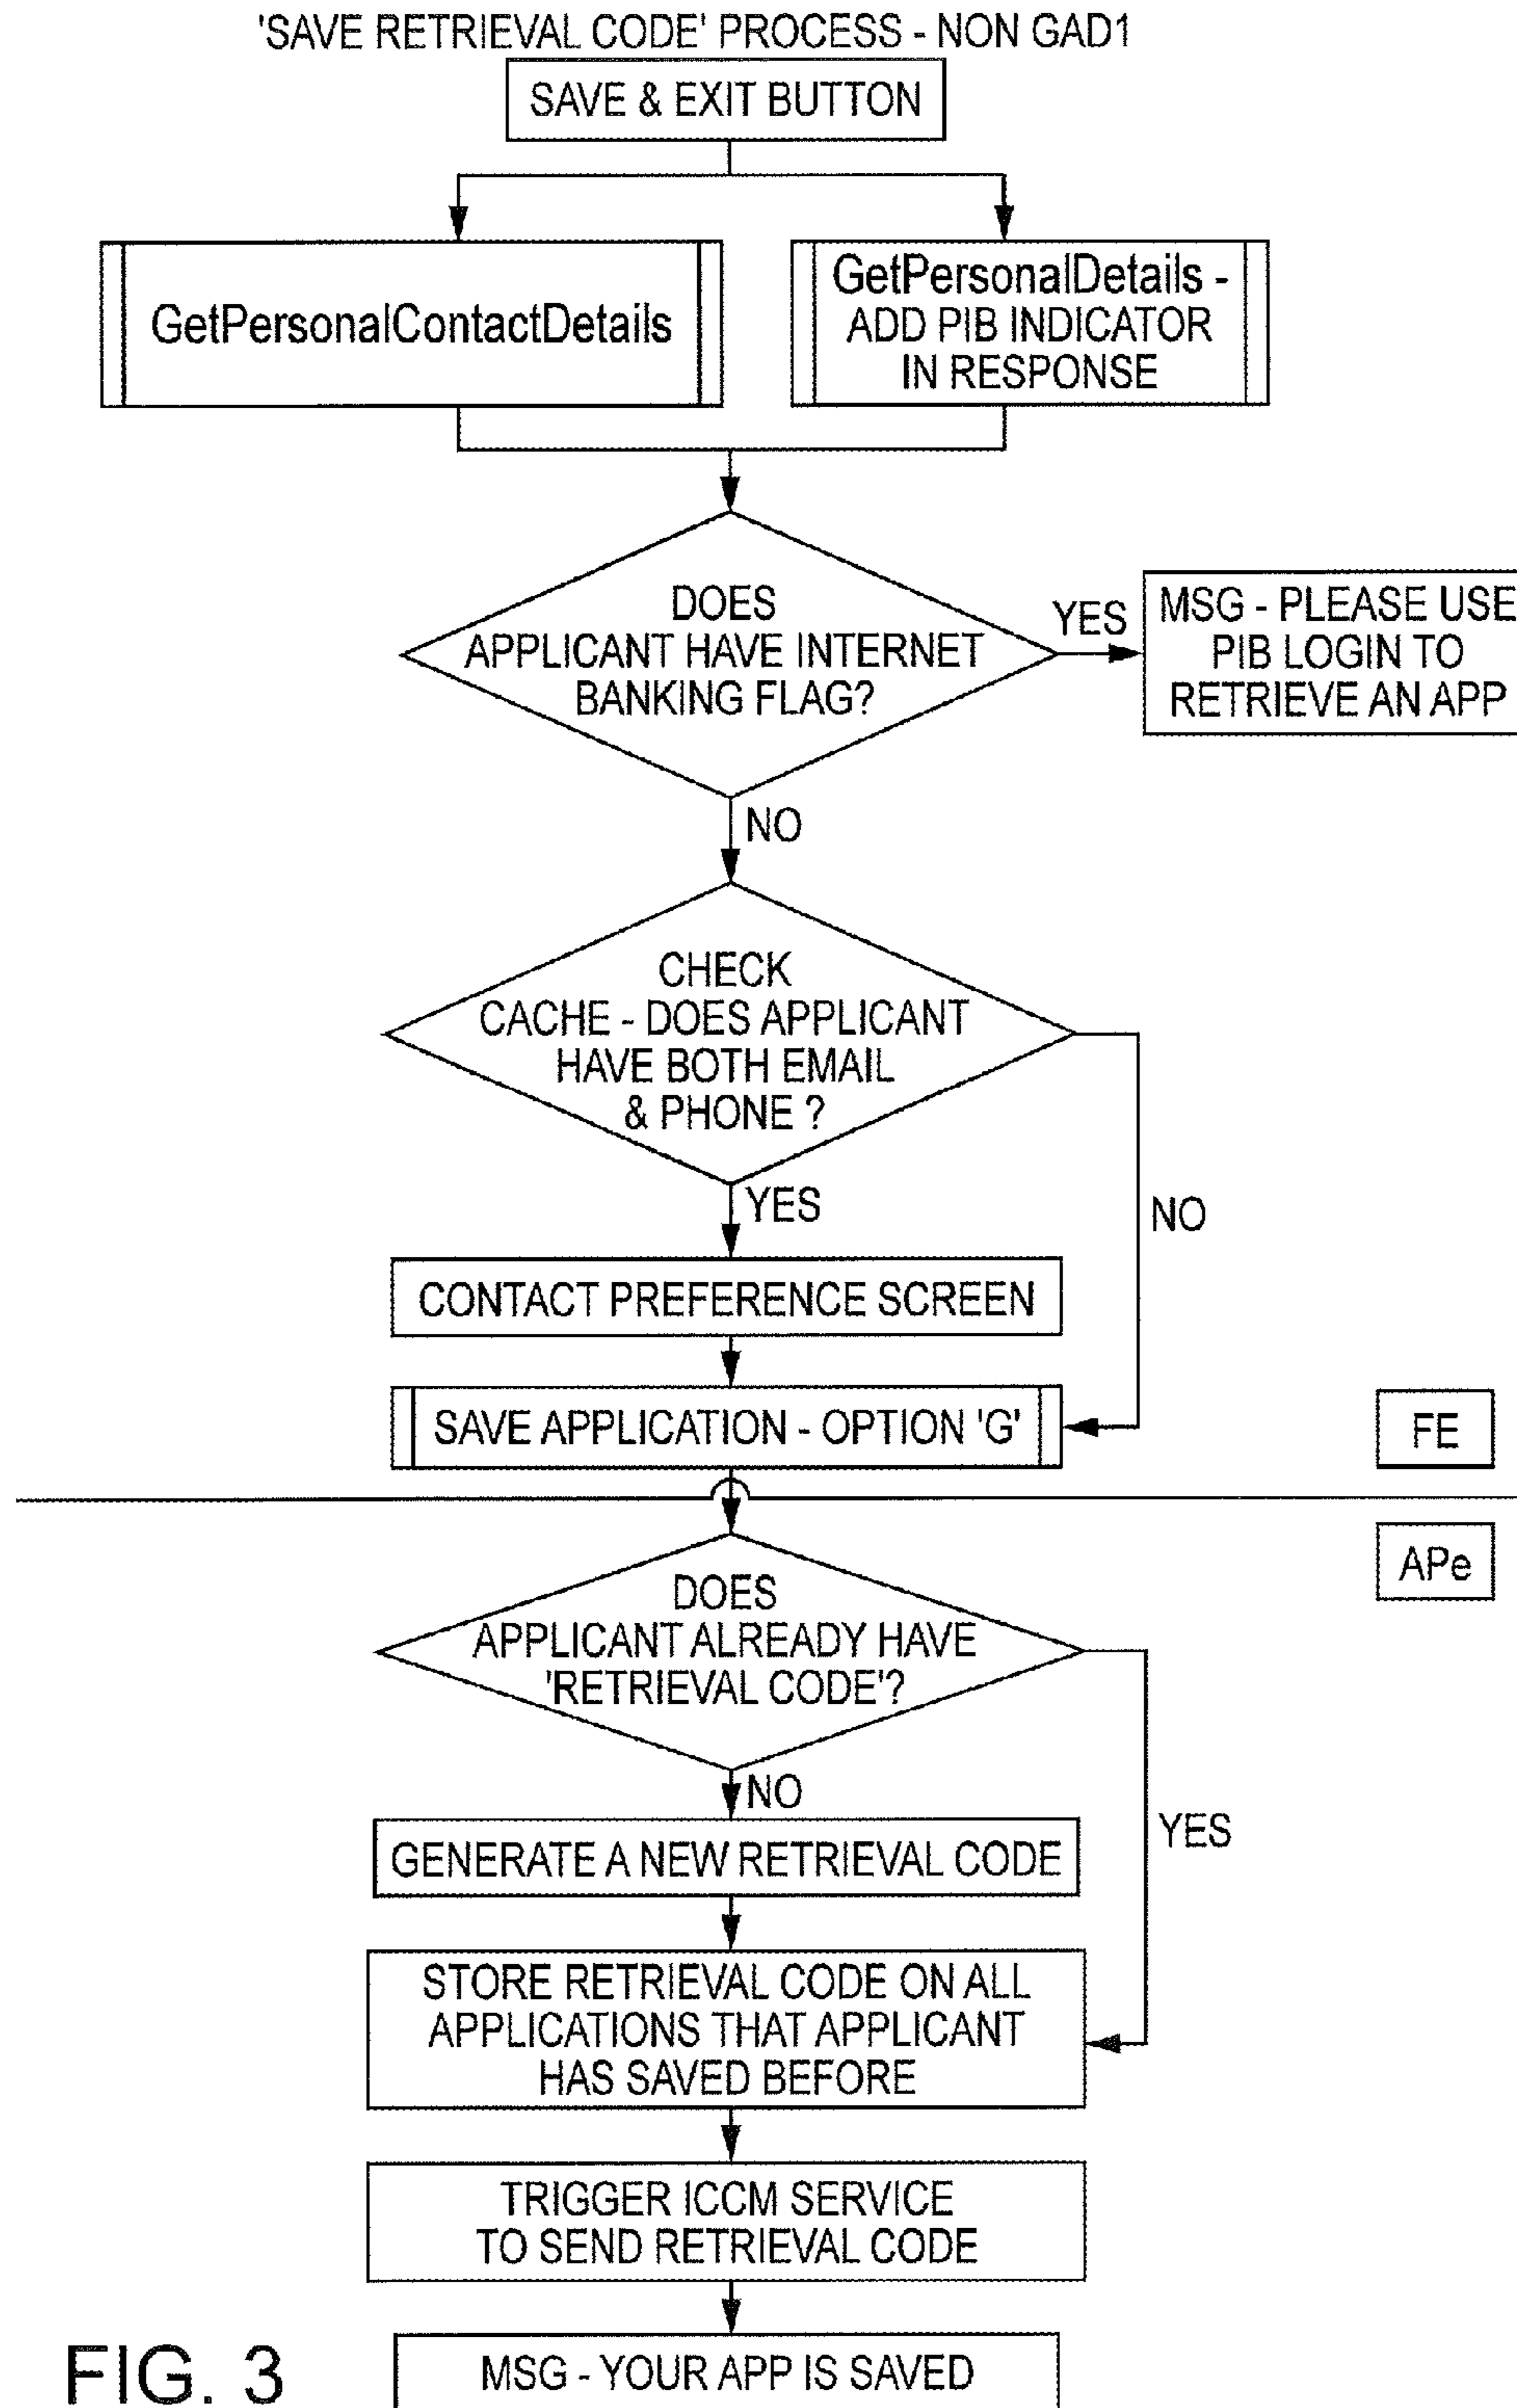 'SAVE RETRIEVAL CODE' PROCESS - NON GAD1
SAVE & EXIT BUTTON
GetPersonalContactDetails
GetPersonalDetails -
ADD PIB INDICATOR
IN RESPONSE
DOES
APPLICANT HAVE INTERNET
BANKING FLAG?
YES
MSG - PLEASE USE
PIB LOGIN TO
RETRIEVE AN APP
NO
CHECK
CACHE - DOES APPLICANT
HAVE BOTH EMAIL
& PHONE ?
YES
NO
CONTACT PREFERENCE SCREEN
SAVE APPLICATION - OPTION 'G'
FE
APe
DOES
APPLICANT ALREADY HAVE
'RETRIEVAL CODE'?
NO
YES
GENERATE A NEW RETRIEVAL CODE
STORE RETRIEVAL CODE ON ALL
APPLICATIONS THAT APPLICANT
HAS SAVED BEFORE
TRIGGER ICCM SERVICE
TO SEND RETRIEVAL CODE
MSG - YOUR APP IS SAVED
FIG. 3